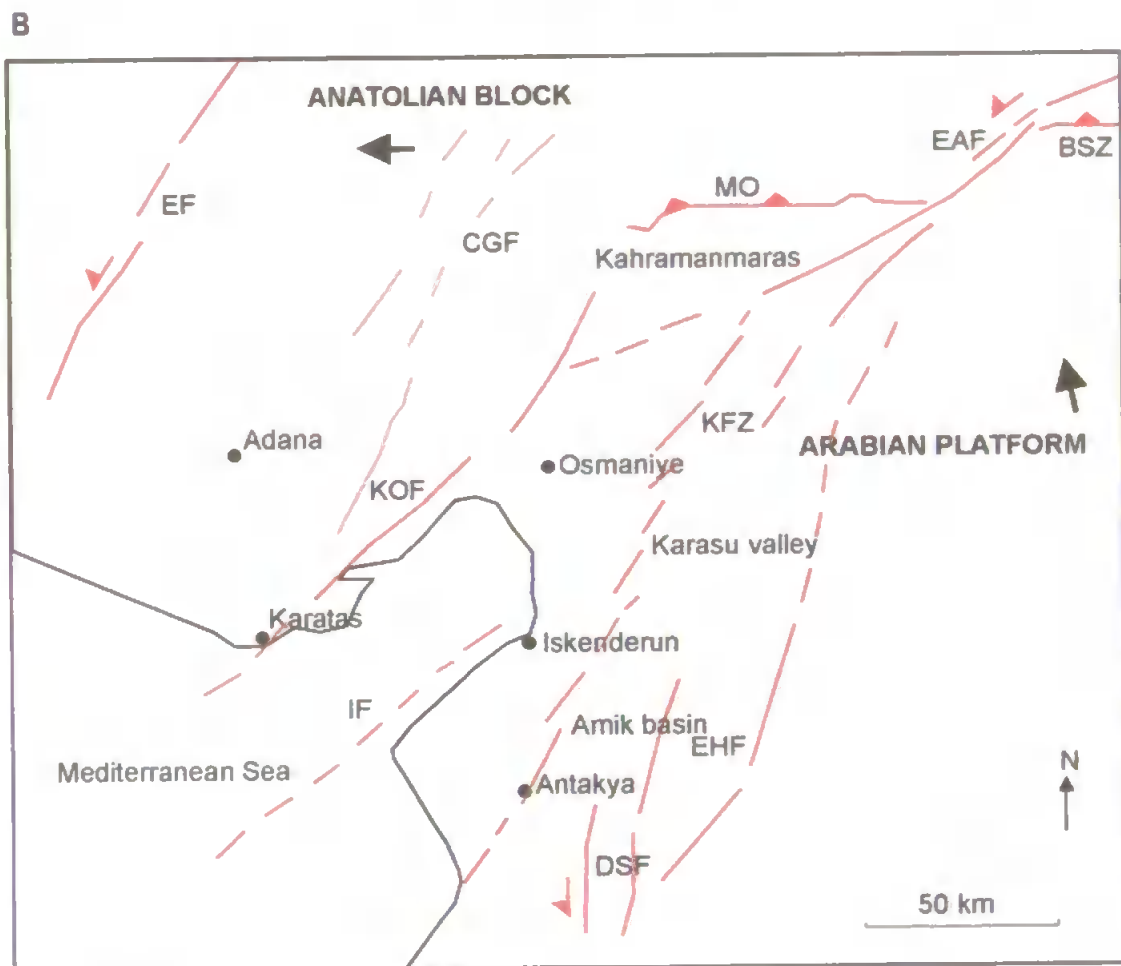 B
ANATOLIAN BLOCK
EAF
BSZ
MO
EF
CGF
Kahramanmaras
KFZ
ARABIAN PLATFORM
Adana
Osmaniye
KOF
Karasu valley
Karatas
Iskenderun
IF
Amik basin
EHF
Mediterranean Sea
N
Antakya
DSF
50 km